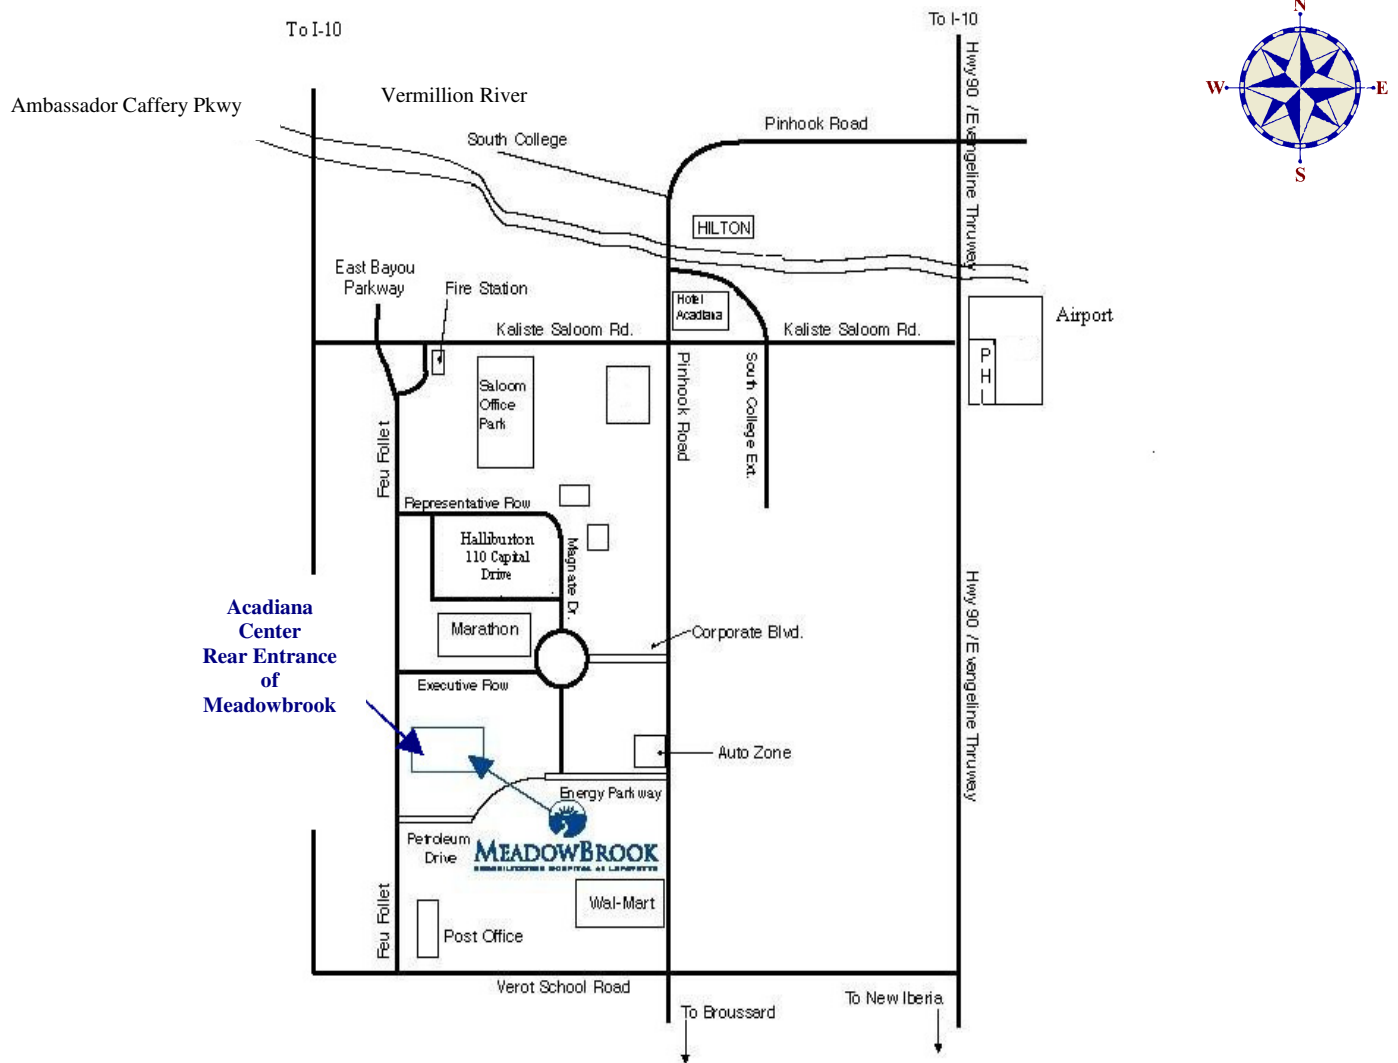 To I-10
To I-10
N
W
E
S
Ambassador Caffery Pkwy
Vermillion River
Pinhook Road
South College
Hwy 90 / Evangeline Thruway
HILTON
East Bayou
Parkway
Fire Station
Hotel
Acadiana
Airport
Kaliste Saloom Rd.
Kaliste Saloom Rd.
P
H
I
Saloom
Office
Park
Pinhook Road
South College Ext.
Feu Follet
Representative Row
Halliburton
110 Capital
Drive
Magnate Dr.
Hwy 90 / Evangeline Thruway
Acadiana
Center
Rear Entrance
of
Meadowbrook
Marathon
Corporate Blvd.
Executive Row
Auto Zone
Energy Parkway
Petroleum
Drive
MEADOWBROOK
REHABILITATION HOSPITAL OF LAFAYETTE
Wal-Mart
Feu Follet
Post Office
Verot School Road
To New Iberia
To Broussard